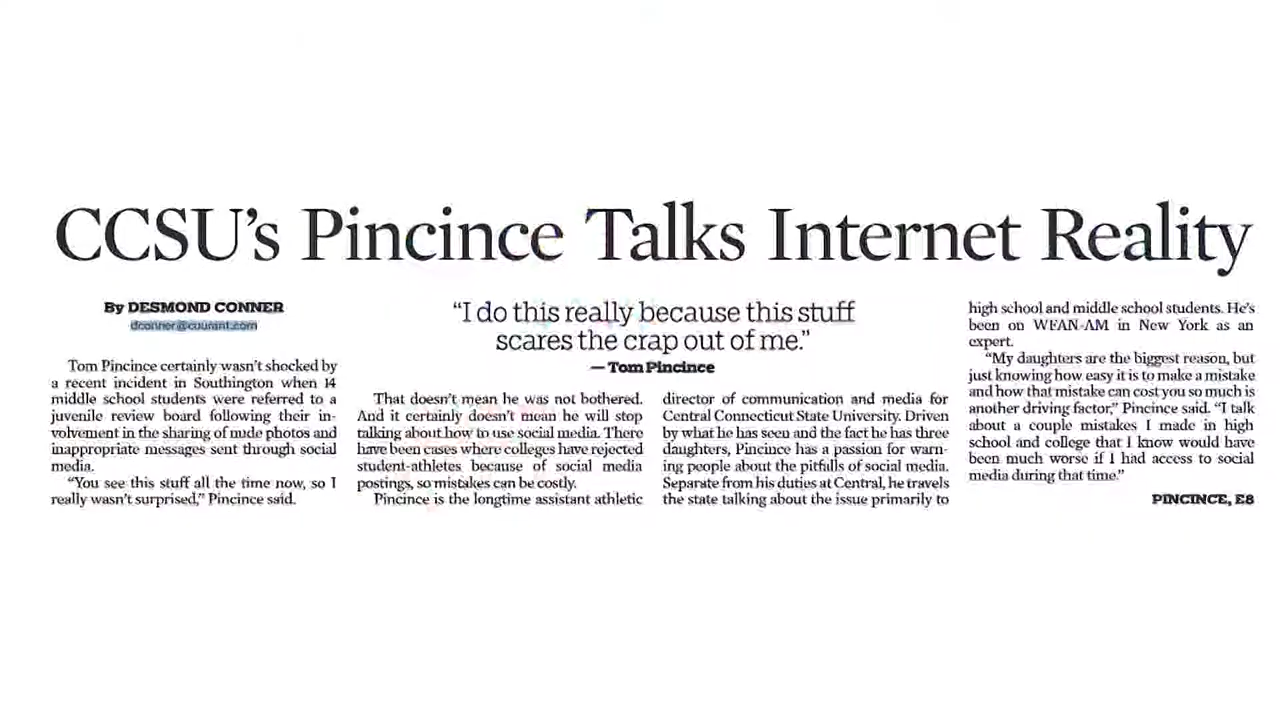 CCSU's Pincince Talks Internet Reality
By DESMOND CONNER
dconner@courant.com
Tom Pincince certainly wasn't shocked by
a recent incident in Southington when 14
middle school students were referred to a
juvenile review board following their in-
volvement in the sharing of nude photos and
inappropriate messages sent through social
media.
"You see this stuff all the time now, so I
really wasn't surprised," Pincince said.
"I do this really because this stuff
scares the crap out of me."
— Tom Pincince
That doesn't mean he was not bothered.
And it certainly doesn't mean he will stop
talking about how to use social media. There
have been cases where colleges have rejected
student-athletes because of social media
postings, so mistakes can be costly.
Pincince is the longtime assistant athletic
director of communication and media for
Central Connecticut State University. Driven
by what he has seen and the fact he has three
daughters, Pincince has a passion for warn-
ing people about the pitfalls of social media.
Separate from his duties at Central, he travels
the state talking about the issue primarily to
high school and middle school students. He's
been on WFAN-AM in New York as an
expert.
"My daughters are the biggest reason, but
just knowing how easy it is to make a mistake
and how that mistake can cost you so much is
another driving factor," Pincince said. "I talk
about a couple mistakes I made in high
school and college that I know would have
been much worse if I had access to social
media during that time."
PINCINCE, E8